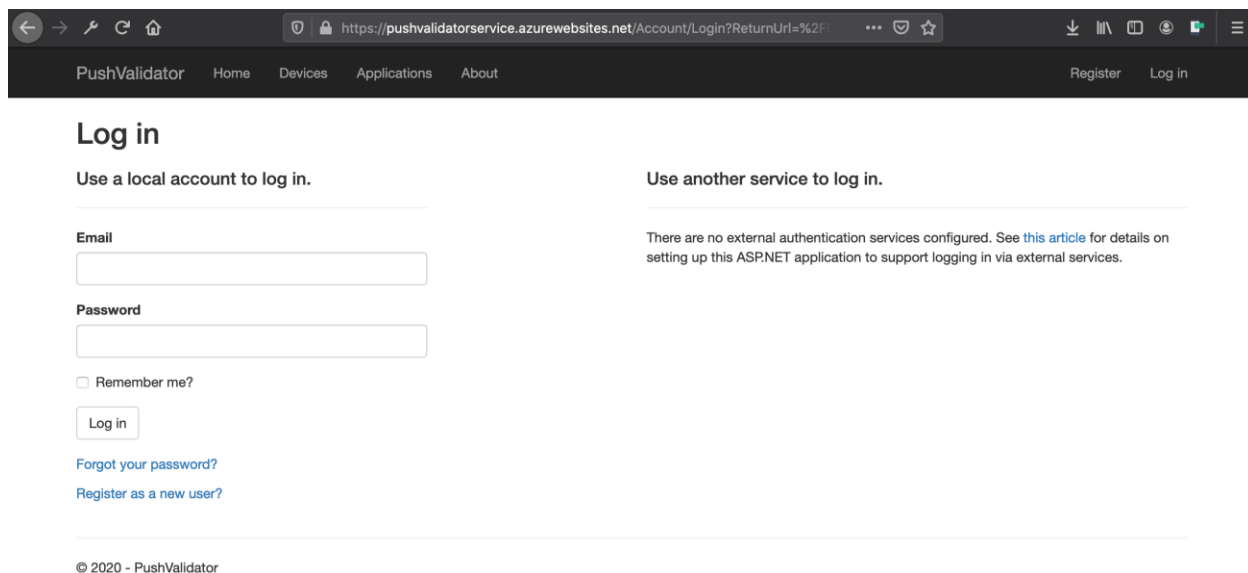 https://pushvalidatorservice.azurewebsites.net/Account/Login?ReturnUrl=%2F
PushValidator Home Devices Applications About Register Log in
Log in
Use a local account to log in.
Email
Password
Remember me?
Log in
Forgot your password?
Register as a new user?
Use another service to log in.
There are no external authentication services configured. See this article for details on
setting up this ASP.NET application to support logging in via external services.
© 2020 - PushValidator